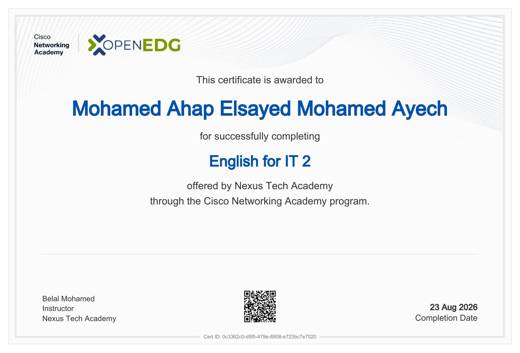 Cisco
Networking
Academy
OPENEDG
This certificate is awarded to
Mohamed Ahap Elsayed Mohamed Ayech
for successfully completing
English for IT 2
offered by Nexus Tech Academy
through the Cisco Networking Academy program.
Belal Mohamed
Instructor
Nexus Tech Academy
23 Aug 2026
Completion Date
Cert ID: